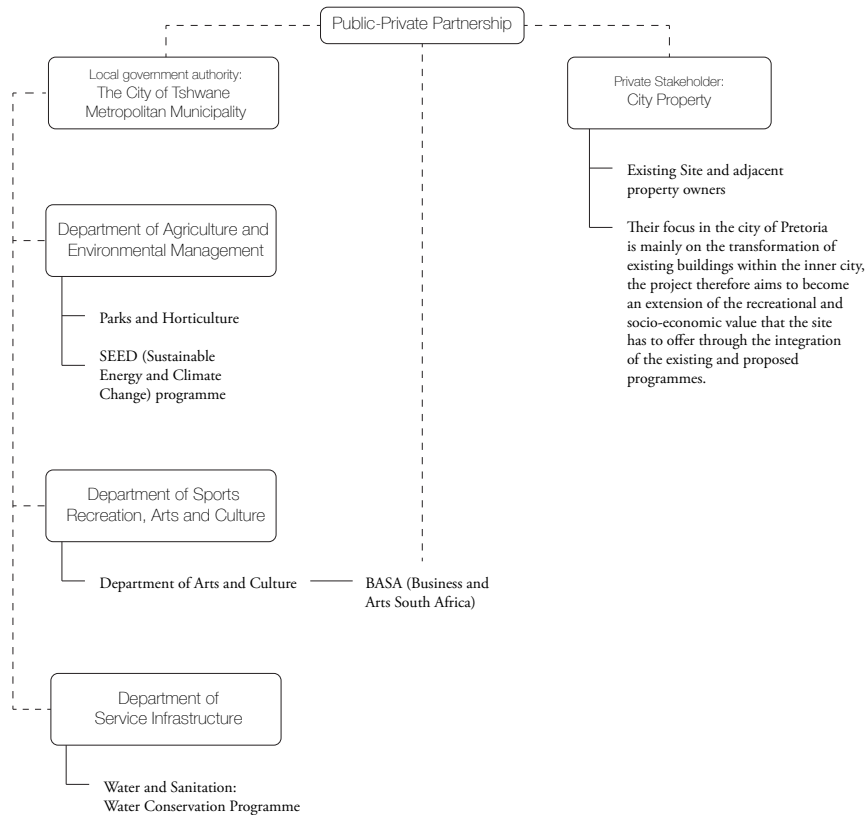 Public-Private Partnership
Local government authority:
The City of Tshwane
Metropolitan Municipality
Private Stakeholder:
City Property
Existing Site and adjacent
property owners
Their focus in the city of Pretoria
is mainly on the transformation of
existing buildings within the inner city,
the project therefore aims to become
an extension of the recreational and
socio-economic value that the site
has to offer through the integration
of the existing and proposed
programmes.
Department of Agriculture and
Environmental Management
Parks and Horticulture
SEED (Sustainable
Energy and Climate
Change) programme
Department of Sports
Recreation, Arts and Culture
Department of Arts and Culture
BASA (Business and
Arts South Africa)
Department of
Service Infrastructure
Water and Sanitation:
Water Conservation Programme